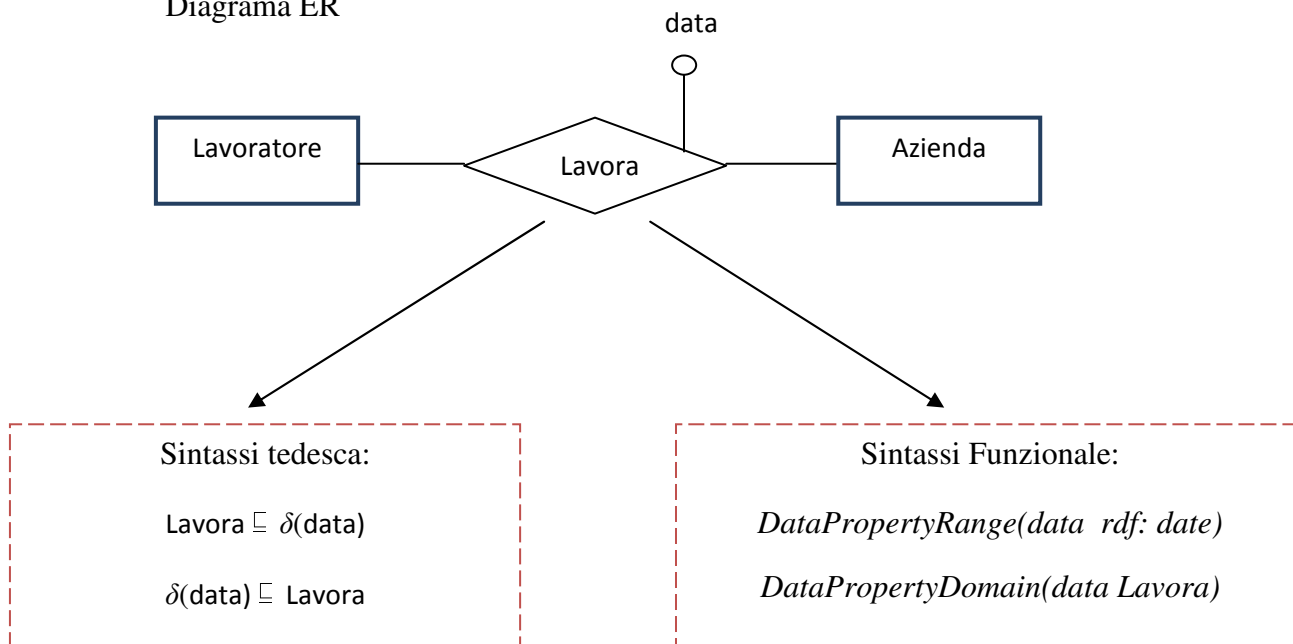 Diagrama ER
data
Lavoratore
Lavora
Azienda
Sintassi tedesca:
Lavora ⊑ δ(data)
δ(data) ⊑ Lavora
Sintassi Funzionale:
DataPropertyRange(data rdf: date)
DataPropertyDomain(data Lavora)